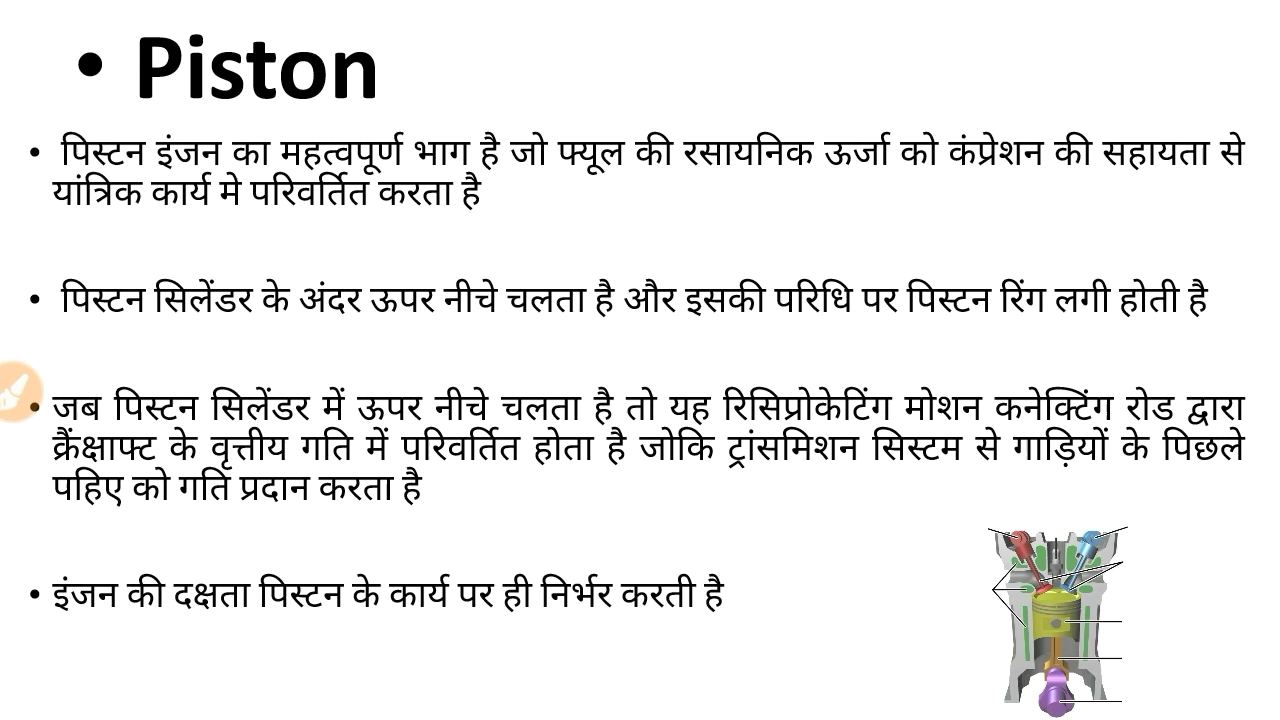 • Piston
• पिस्टन इंजन का महत्वपूर्ण भाग है जो फ्यूल की रसायनिक ऊर्जा को कंप्रेशन की सहायता से
यांत्रिक कार्य मे परिवर्तित करता है
• पिस्टन सिलेंडर के अंदर ऊपर नीचे चलता है और इसकी परिधि पर पिस्टन रिंग लगी होती है
• जब पिस्टन सिलेंडर में ऊपर नीचे चलता है तो यह रिसिप्रोकेटिंग मोशन कनेक्टिंग रोड द्वारा
क्रैंक्षाफ्ट के वृत्तीय गति में परिवर्तित होता है जोकि ट्रांसमिशन सिस्टम से गाड़ियों के पिछले
पहिए को गति प्रदान करता है
• इंजन की दक्षता पिस्टन के कार्य पर ही निर्भर करती है